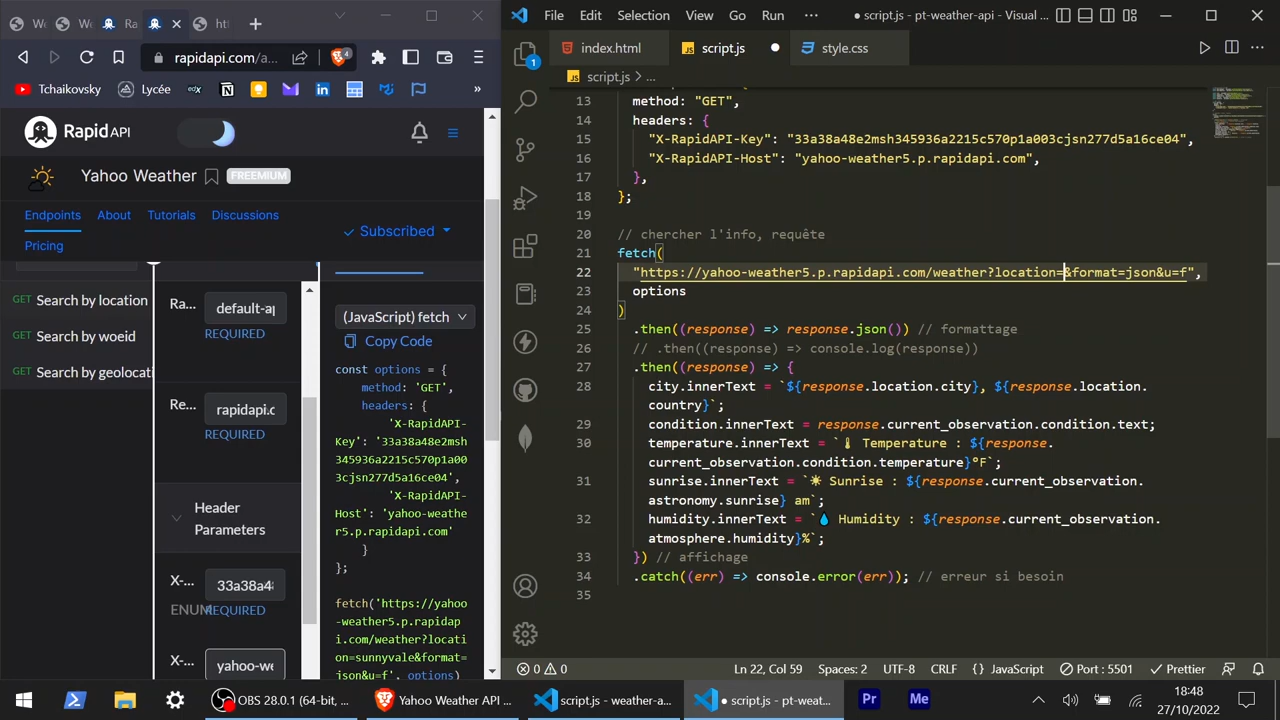 Ra
ht
rapidapi.com/a...
4
Tchaikovsky
Lycée
»
RAPID API
Yahoo Weather
FREEMIUM
Endpoints
About
Tutorials
Discussions
Pricing
Subscribed
GET Search by location
GET Search by woeid
GET Search by geolocati
Ra...
default-ap
REQUIRED
Re...
rapidapi.c
REQUIRED
Header
Parameters
X-...
33a38a48
ENUM
REQUIRED
X-...
yahoo-we
(JavaScript) fetch
Copy Code
const options = {
method: 'GET',
headers: {
'X-RapidAPI-
Key': '33a38a48e2msh
345936a2215c570p1a00
3cjsn277d5a16ce04',
'X-RapidAPI-
Host': 'yahoo-weathe
r5.p.rapidapi.com'
}
};
fetch('https://yahoo
-weather5.p.rapidap
i.com/weather?locati
on=sunnyvale&format=
json&u=f', options)
File Edit Selection View Go Run ···
● script.js - pt-weather-api - Visual ...
index.html
script.js
style.css
script.js > ...
13 method: "GET",
14 headers: {
15 "X-RapidAPI-Key": "33a38a48e2msh345936a2215c570p1a003cjsn277d5a16ce04",
16 "X-RapidAPI-Host": "yahoo-weather5.p.rapidapi.com",
17 },
18 };
19
20 // chercher l'info, requête
21 fetch(
22 "https://yahoo-weather5.p.rapidapi.com/weather?location=&format=json&u=f",
23 options
24 )
25 .then((response) => response.json()) // formattage
26 // .then((response) => console.log(response))
27 .then((response) => {
28 city.innerText = `${response.location.city}, ${response.location.
country}`;
29 condition.innerText = response.current_observation.condition.text;
30 temperature.innerText = `🌡 Temperature : ${response.
current_observation.condition.temperature}°F`;
31 sunrise.innerText = `☀ Sunrise : ${response.current_observation.
astronomy.sunrise} am`;
32 humidity.innerText = `💧 Humidity : ${response.current_observation.
atmosphere.humidity}%`;
33 }) // affichage
34 .catch((err) => console.error(err)); // erreur si besoin
35
1
0 0
Ln 22, Col 59
Spaces: 2
UTF-8
CRLF
{} JavaScript
Port : 5501
Prettier
OBS 28.0.1 (64-bit, ...
Yahoo Weather API ...
script.js - weather-a...
● script.js - pt-weat...
Pr
Me
18:48
27/10/2022